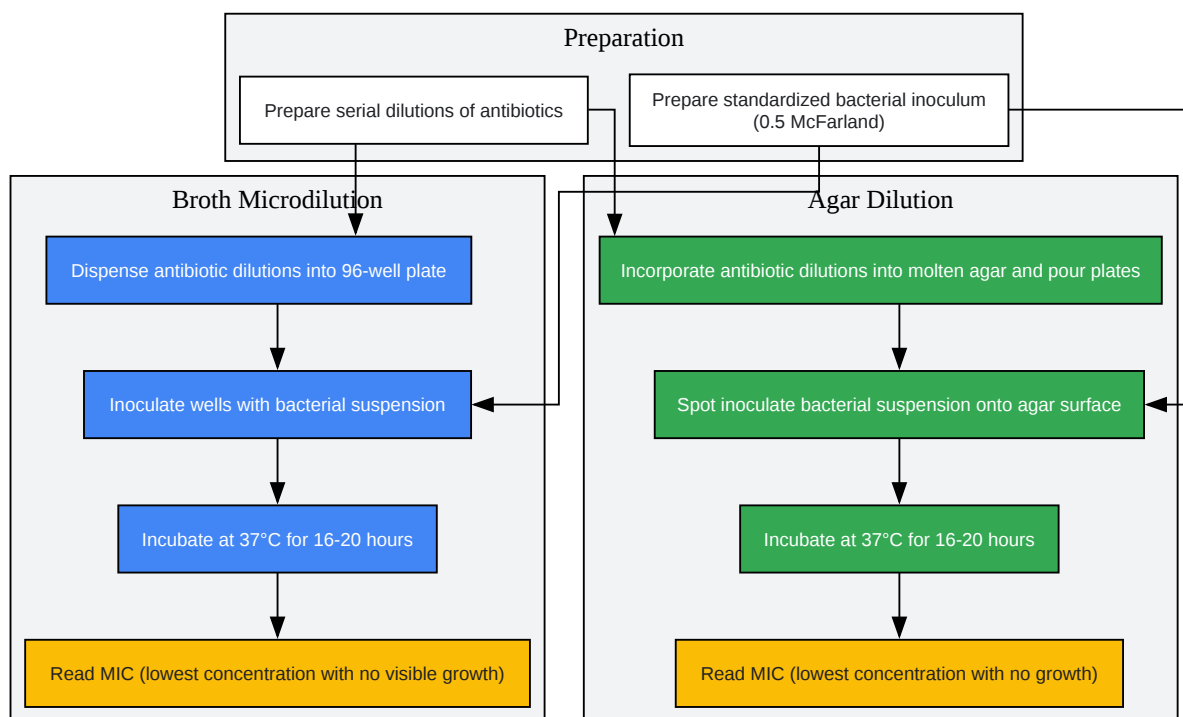 Preparation
Prepare serial dilutions of antibiotics
Prepare standardized bacterial inoculum
(0.5 McFarland)
Broth Microdilution
Dispense antibiotic dilutions into 96-well plate
Inoculate wells with bacterial suspension
Incubate at 37°C for 16-20 hours
Read MIC (lowest concentration with no visible growth)
Agar Dilution
Incorporate antibiotic dilutions into molten agar and pour plates
Spot inoculate bacterial suspension onto agar surface
Incubate at 37°C for 16-20 hours
Read MIC (lowest concentration with no growth)